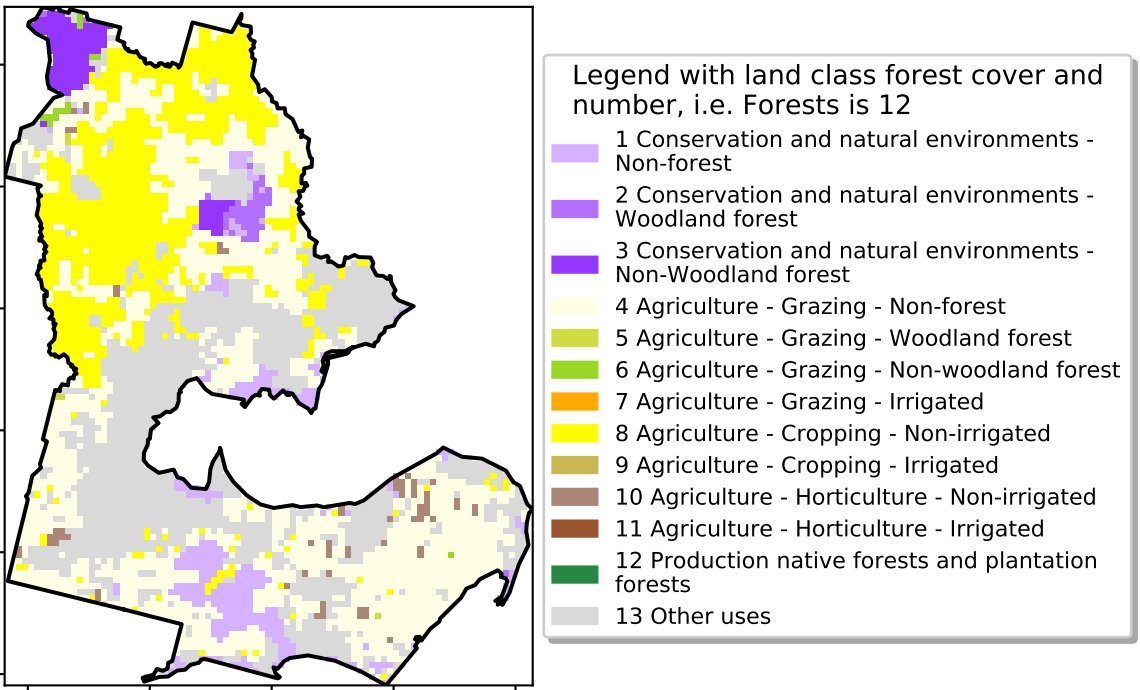 Legend with land class forest cover and
number, i.e. Forests is 12
1 Conservation and natural environments -
Non-forest
2 Conservation and natural environments -
Woodland forest
3 Conservation and natural environments -
Non-Woodland forest
4 Agriculture - Grazing - Non-forest
5 Agriculture - Grazing - Woodland forest
6 Agriculture - Grazing - Non-woodland forest
7 Agriculture - Grazing - Irrigated
8 Agriculture - Cropping - Non-irrigated
9 Agriculture - Cropping - Irrigated
10 Agriculture - Horticulture - Non-irrigated
11 Agriculture - Horticulture - Irrigated
12 Production native forests and plantation
forests
13 Other uses